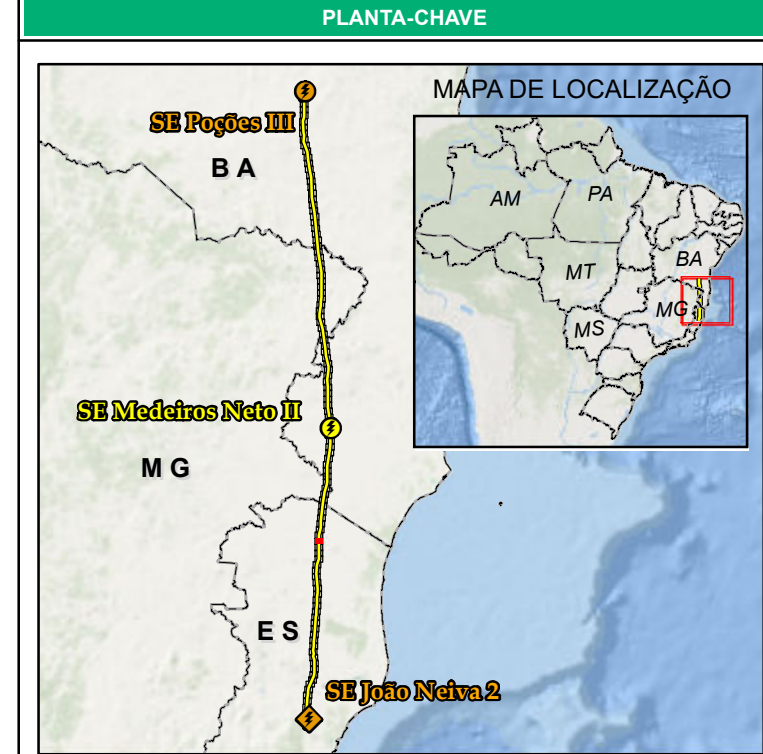 PLANTA-CHAVE
MAPA DE LOCALIZAÇÃO
SE Poções III
B A
AM
PA
BA
MT
MG
MS
SE Medeiros Neto II
M G
E S
SE João Neiva 2